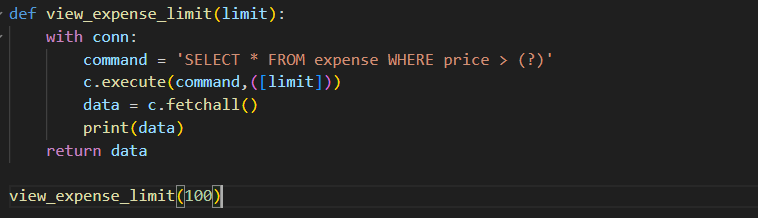 def view_expense_limit(limit):
    with conn:
        command = 'SELECT * FROM expense WHERE price > (?)'
        c.execute(command,([limit]))
        data = c.fetchall()
        print(data)
    return data
view_expense_limit(100)